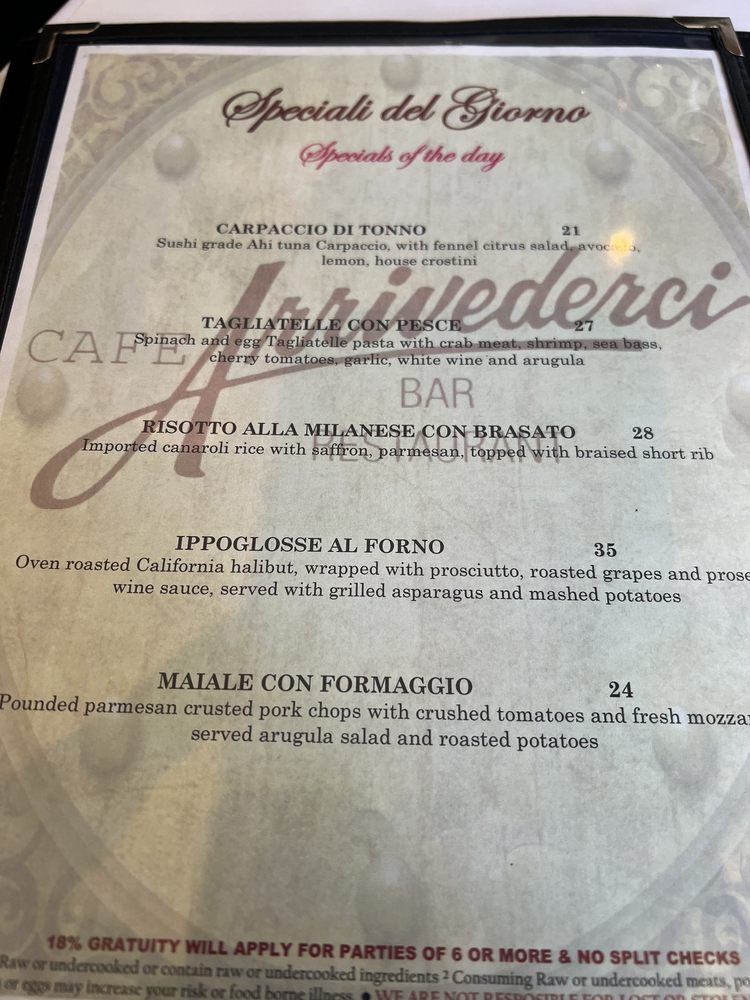 Speciali del Giorno
Specials of the day
CARPACCIO DI TONNO 21
Sushi grade Ahi tuna Carpaccio, with fennel citrus salad, avocado,
lemon, house crostini
CAFE Arrivederci
TAGLIATELLE CON PESCE 27
Spinach and egg Tagliatelle pasta with crab meat, shrimp, sea bass,
cherry tomatoes, garlic, white wine and arugula
BAR
RESTAURANT
RISOTTO ALLA MILANESE CON BRASATO 28
Imported canaroli rice with saffron, parmesan, topped with braised short rib
IPPOGLOSSE AL FORNO 35
Oven roasted California halibut, wrapped with prosciutto, roasted grapes and prose
wine sauce, served with grilled asparagus and mashed potatoes
MAIALE CON FORMAGGIO 24
Pounded parmesan crusted pork chops with crushed tomatoes and fresh mozza
served arugula salad and roasted potatoes
18% GRATUITY WILL APPLY FOR PARTIES OF 6 OR MORE & NO SPLIT CHECKS
Raw or undercooked or contain raw or undercooked ingredients ² Consuming Raw or undercooked meats, po
or eggs may increase your risk or food borne illness. • WE ARE NOT RESPONSIBLE FOR LOST OR STOL